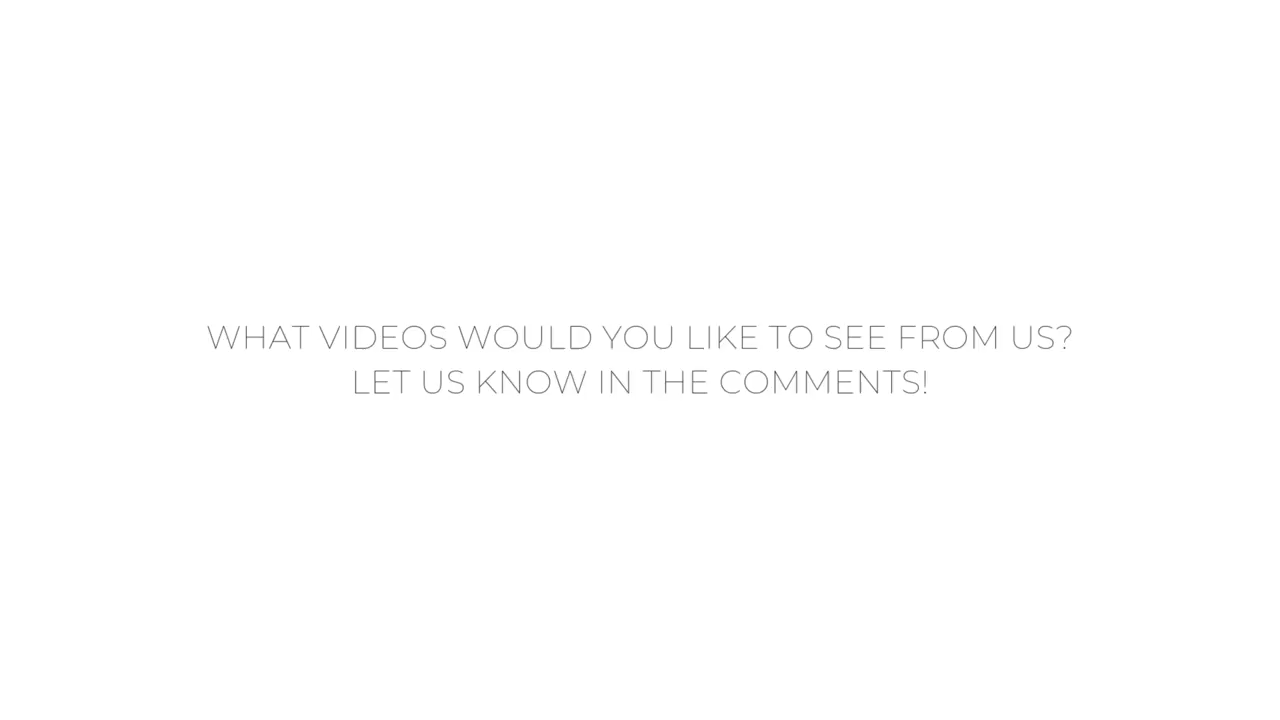 WHAT VIDEOS WOULD YOU LIKE TO SEE FROM US?
LET US KNOW IN THE COMMENTS!